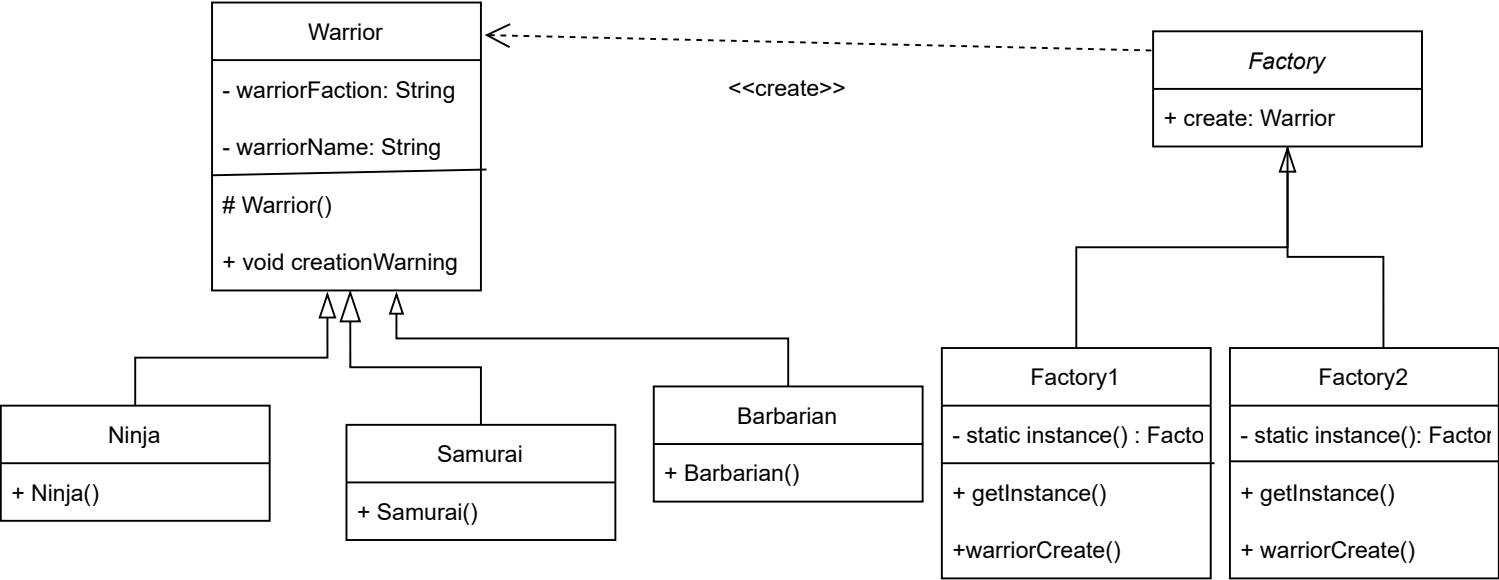 Warrior
- warriorFaction: String
- warriorName: String
# Warrior()
+ void creationWarning
<<create>>
Factory
+ create: Warrior
Ninja
+ Ninja()
Samurai
+ Samurai()
Barbarian
+ Barbarian()
Factory1
- static instance() : Facto
+ getInstance()
+warriorCreate()
Factory2
- static instance(): Factor
+ getInstance()
+ warriorCreate()